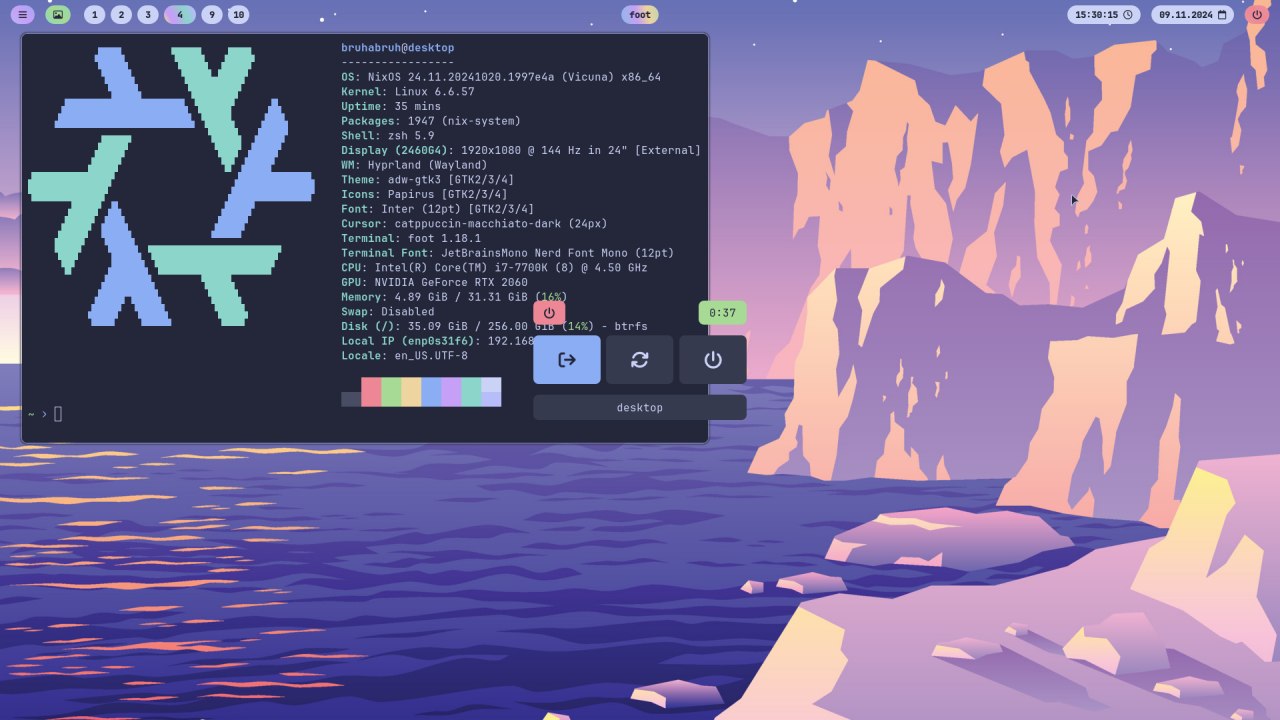 1 2 3 4 9 10
foot
15:30:15
09.11.2024
bruhabruh@desktop
-----------------
OS: NixOS 24.11.20241020.1997e4a (Vicuna) x86_64
Kernel: Linux 6.6.57
Uptime: 35 mins
Packages: 1947 (nix-system)
Shell: zsh 5.9
Display (2460G4): 1920x1080 @ 144 Hz in 24" [External]
WM: Hyprland (Wayland)
Theme: adw-gtk3 [GTK2/3/4]
Icons: Papirus [GTK2/3/4]
Font: Inter (12pt) [GTK2/3/4]
Cursor: catppuccin-macchiato-dark (24px)
Terminal: foot 1.18.1
Terminal Font: JetBrainsMono Nerd Font Mono (12pt)
CPU: Intel(R) Core(TM) i7-7700K (8) @ 4.50 GHz
GPU: NVIDIA GeForce RTX 2060
Memory: 4.89 GiB / 31.31 GiB (16%)
Swap: Disabled
Disk (/): 35.09 GiB / 256.00 GiB (14%) - btrfs
Local IP (enp0s31f6): 192.168
Locale: en_US.UTF-8
~ ›
0:37
desktop